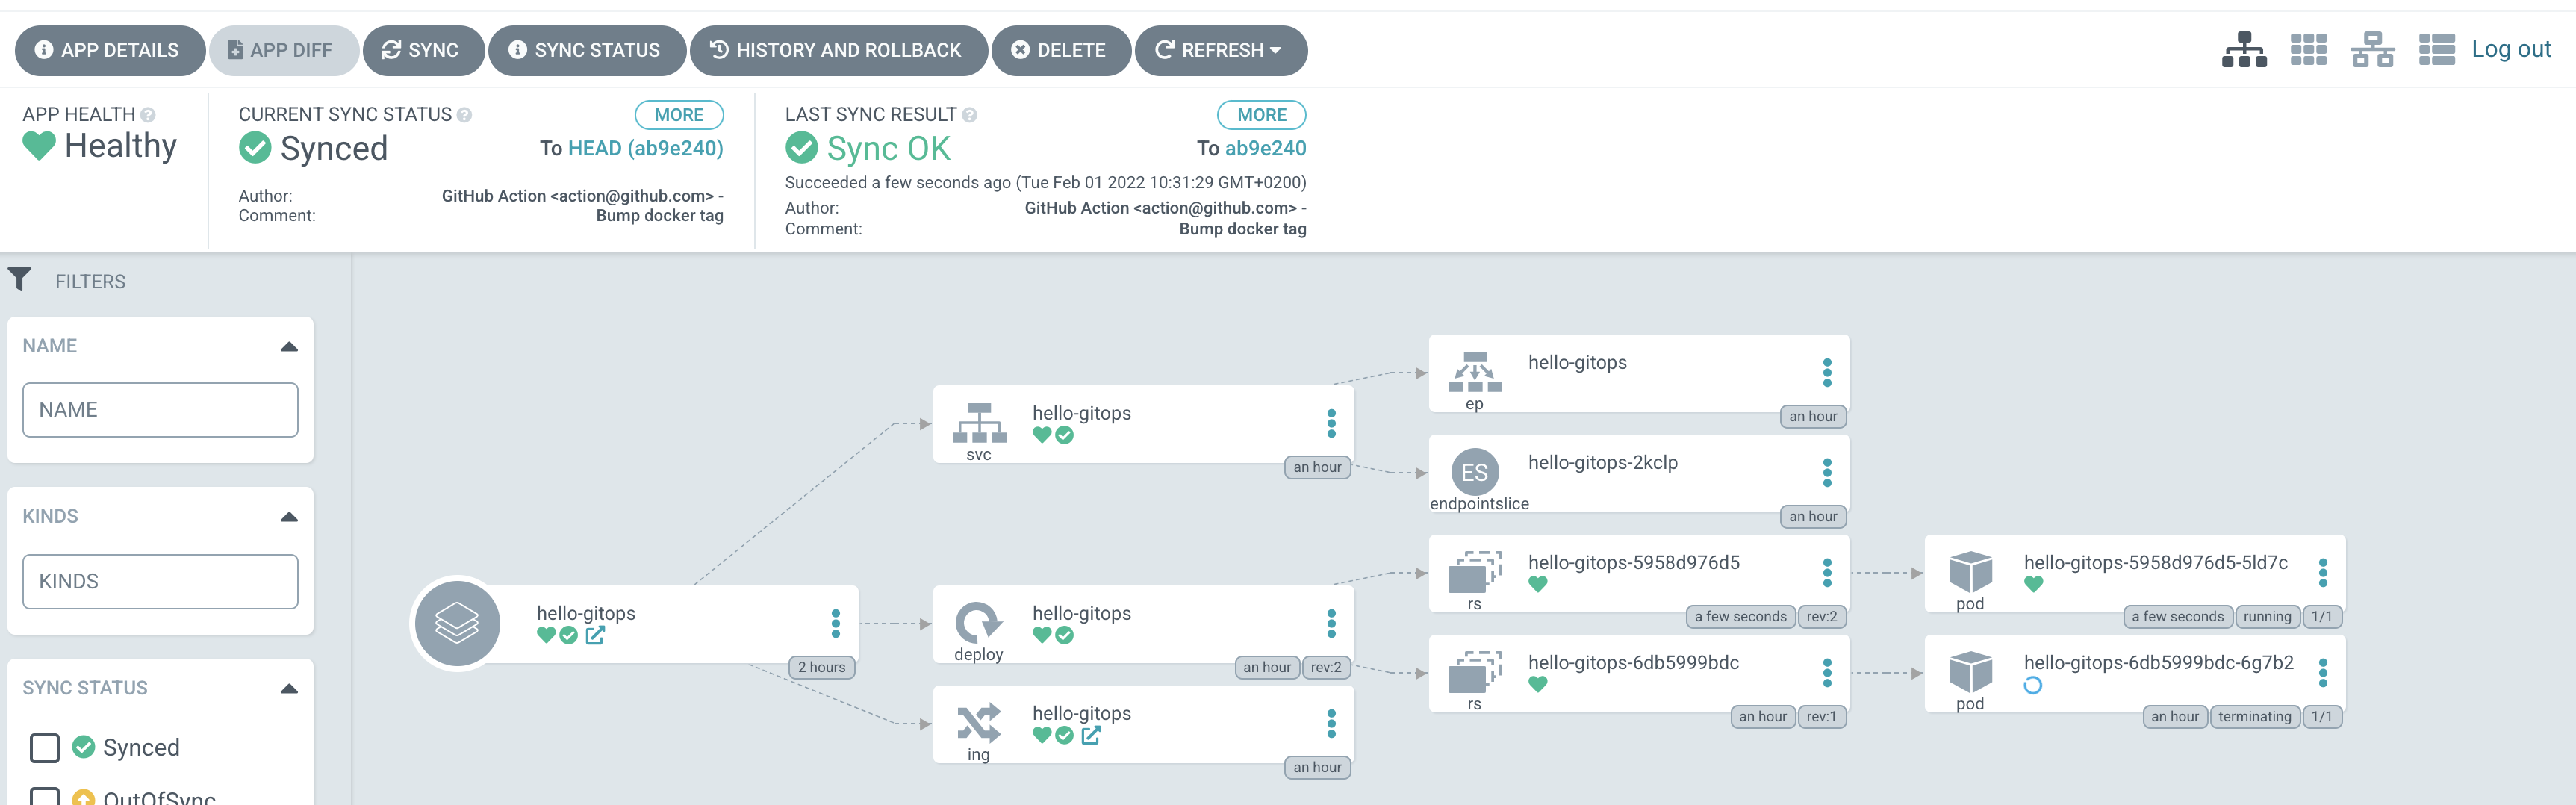 APP DETAILS APP DIFF SYNC SYNC STATUS HISTORY AND ROLLBACK DELETE REFRESH Log out
APP HEALTH
Healthy
CURRENT SYNC STATUS MORE
Synced To HEAD (ab9e240)
Author: GitHub Action <action@github.com> -
Comment: Bump docker tag
LAST SYNC RESULT MORE
Sync OK To ab9e240
Succeeded a few seconds ago (Tue Feb 01 2022 10:31:29 GMT+0200)
Author: GitHub Action <action@github.com> -
Comment: Bump docker tag
FILTERS
NAME
NAME
KINDS
KINDS
SYNC STATUS
Synced
OutOfSync
hello-gitops
2 hours
hello-gitops
svc
an hour
hello-gitops
deploy
an hour rev:2
hello-gitops
ing
an hour
hello-gitops
ep
an hour
ES
hello-gitops-2kclp
endpointslice
an hour
hello-gitops-5958d976d5
rs
a few seconds rev:2
hello-gitops-6db5999bdc
rs
an hour rev:1
hello-gitops-5958d976d5-5ld7c
pod
a few seconds running 1/1
hello-gitops-6db5999bdc-6g7b2
pod
an hour terminating 1/1